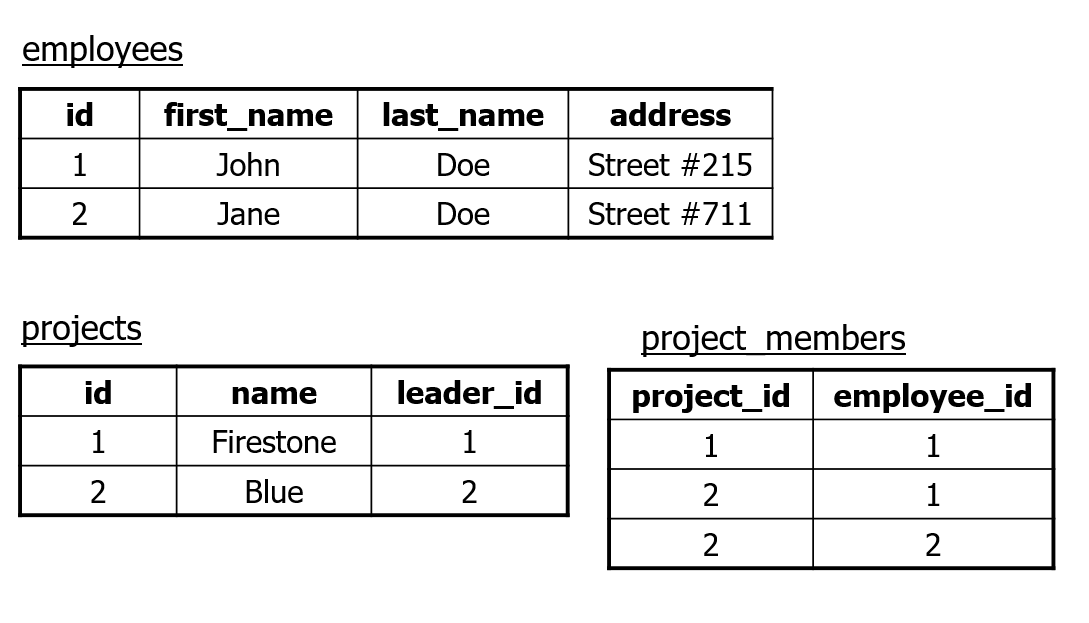 employees
id first_name last_name address
1 John Doe Street #215
2 Jane Doe Street #711
projects
id name leader_id
1 Firestone 1
2 Blue 2
project_members
project_id employee_id
1 1
2 1
2 2